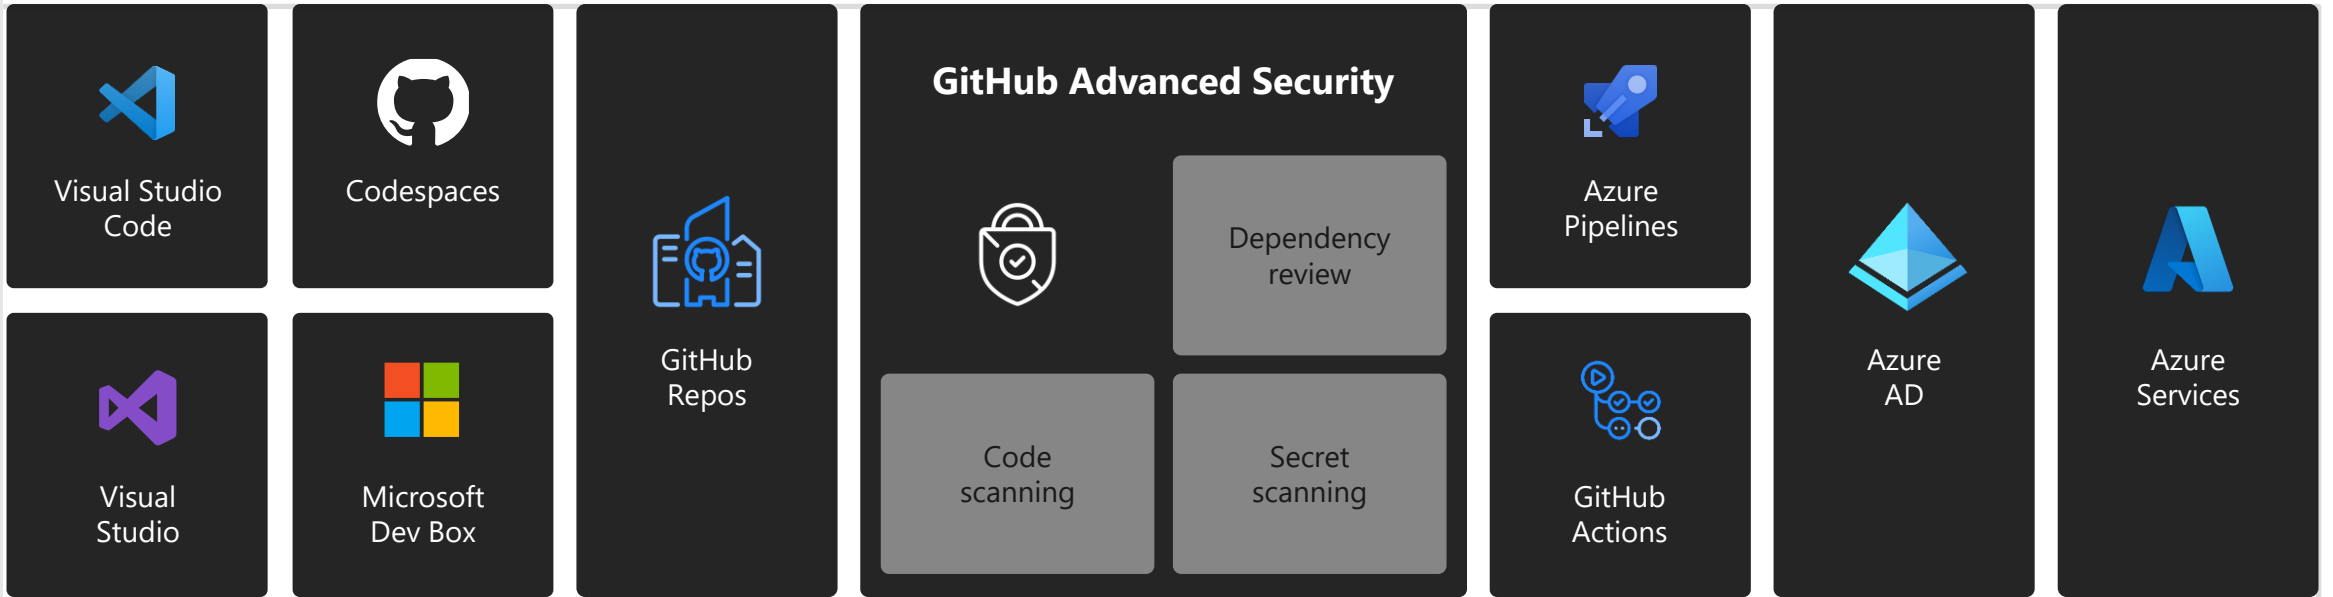 Visual Studio
Code
Codespaces
Visual
Studio
Microsoft
Dev Box
GitHub
Repos
GitHub Advanced Security
Dependency
review
Code
scanning
Secret
scanning
Azure
Pipelines
GitHub
Actions
Azure
AD
Azure
Services